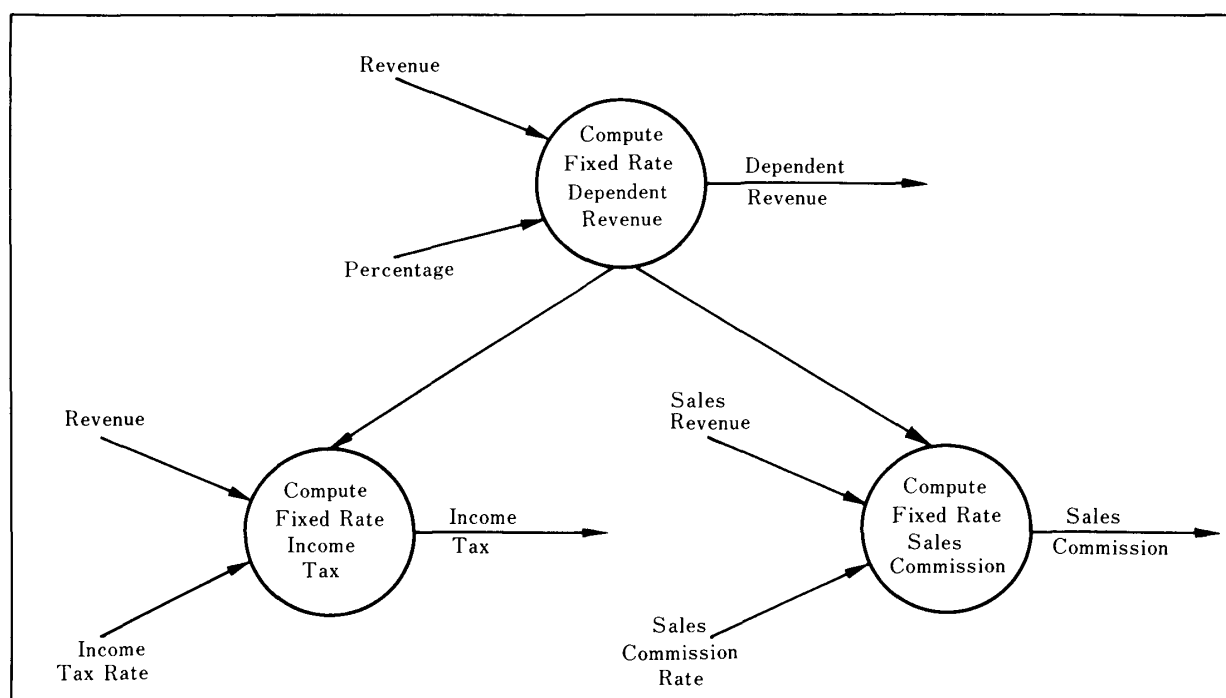 Revenue
Compute
Fixed Rate
Dependent
Revenue
Dependent
Revenue
Percentage
Revenue
Compute
Fixed Rate
Income
Tax
Income
Tax
Income
Tax Rate
Sales
Revenue
Compute
Fixed Rate
Sales
Commission
Sales
Commission
Sales
Commission
Rate